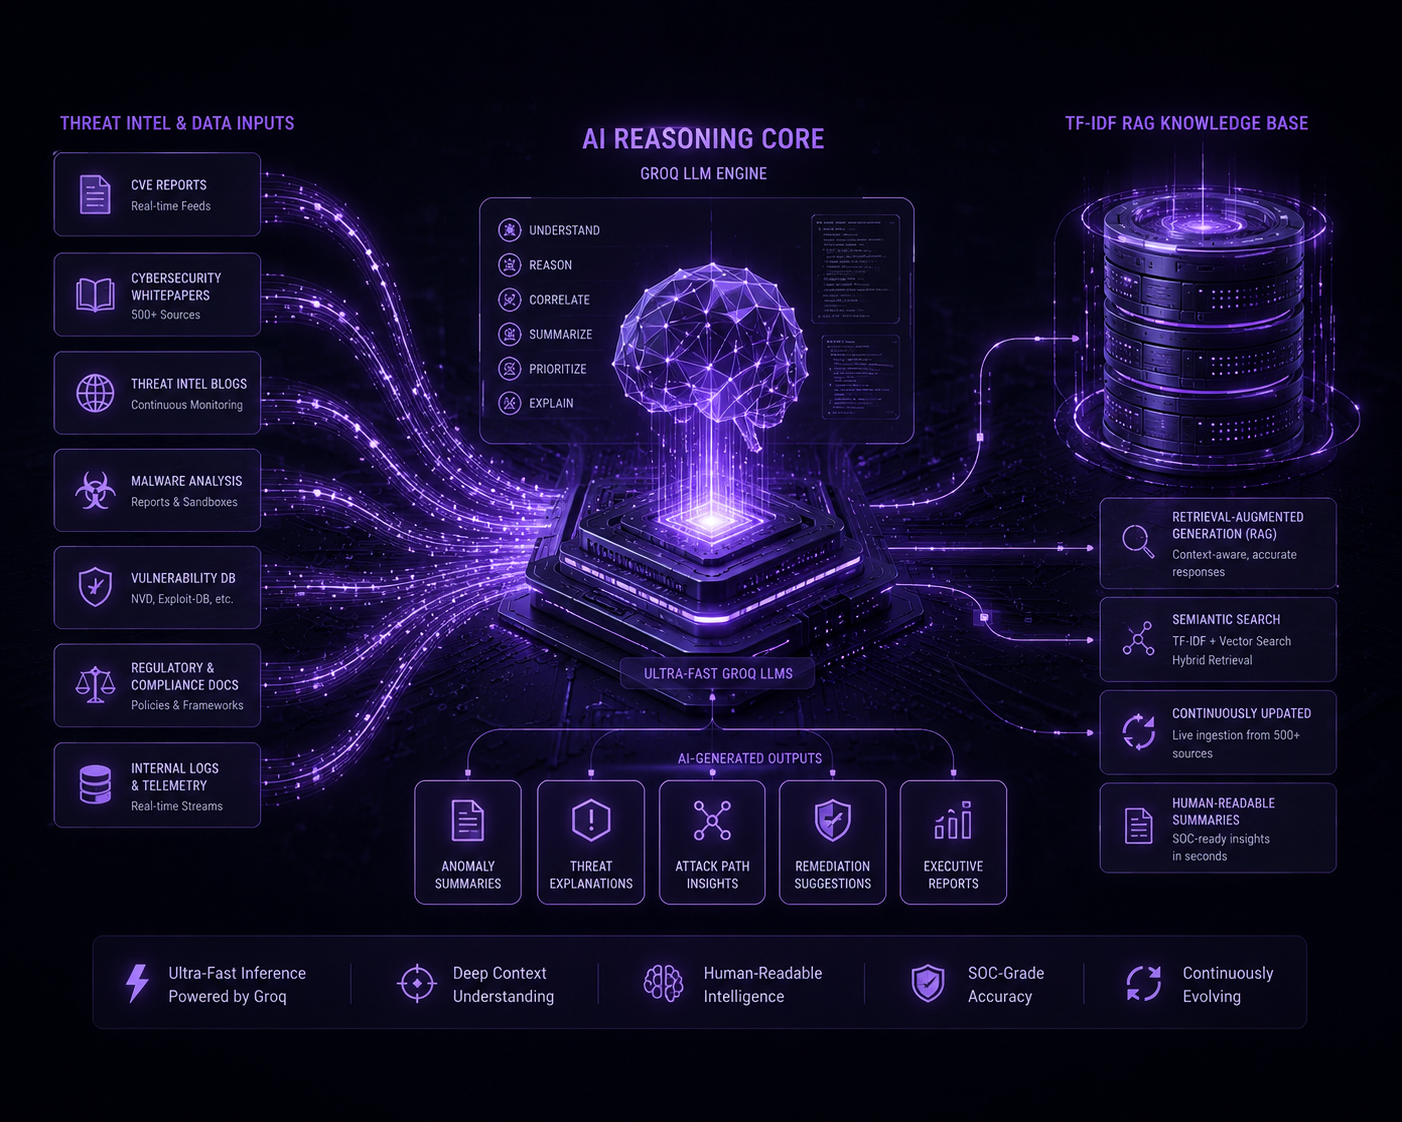 THREAT INTEL & DATA INPUTS
CVE REPORTS
Real-time Feeds
CYBERSECURITY
WHITEPAPERS
500+ Sources
THREAT INTEL BLOGS
Continuous Monitoring
MALWARE ANALYSIS
Reports & Sandboxes
VULNERABILITY DB
NVD, Exploit-DB, etc.
REGULATORY &
COMPLIANCE DOCS
Policies & Frameworks
INTERNAL LOGS
& TELEMETRY
Real-time Streams
AI REASONING CORE
GROQ LLM ENGINE
UNDERSTAND
REASON
CORRELATE
SUMMARIZE
PRIORITIZE
EXPLAIN
ULTRA-FAST GROQ LLMS
AI-GENERATED OUTPUTS
ANOMALY
SUMMARIES
THREAT
EXPLANATIONS
ATTACK PATH
INSIGHTS
REMEDIATION
SUGGESTIONS
EXECUTIVE
REPORTS
TF-IDF RAG KNOWLEDGE BASE
RETRIEVAL-AUGMENTED
GENERATION (RAG)
Context-aware, accurate
responses
SEMIANTIC SEARCH
TF-IDF + Vector Search
Hybrid Retrieval
CONTINUOUSLY UPDATED
Live ingestion from 500+
sources
HUMAN-READABLE
SUMMARIES
SOC-ready insights
in seconds
Ultra-Fast Inference
Powered by Groq
Deep Context
Understanding
Human-Readable
Intelligence
SOC-Grade
Accuracy
Continuously
Evolving